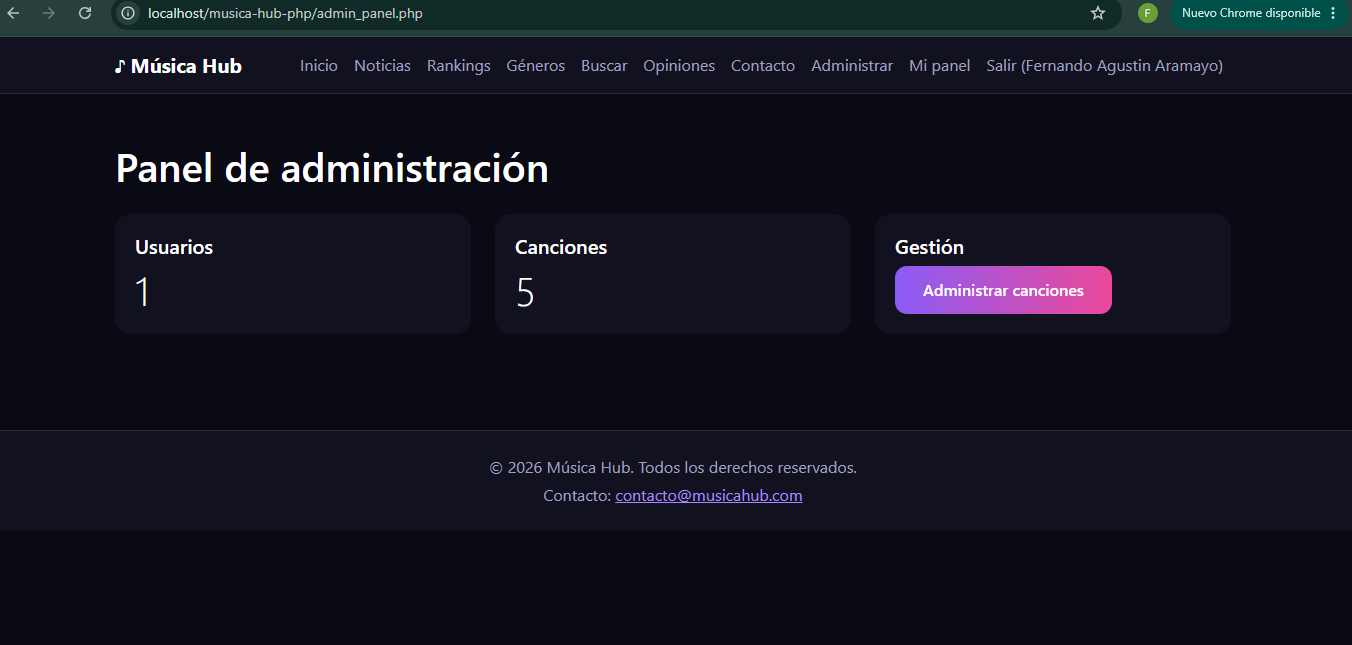 localhost/musica-hub-php/admin_panel.php
F
Nuevo Chrome disponible
♪ Música Hub
Inicio Noticias Rankings Géneros Buscar Opiniones Contacto Administrar Mi panel Salir (Fernando Agustin Aramayo)
Panel de administración
Usuarios
1
Canciones
5
Gestión
Administrar canciones
© 2026 Música Hub. Todos los derechos reservados.
Contacto: contacto@musicahub.com